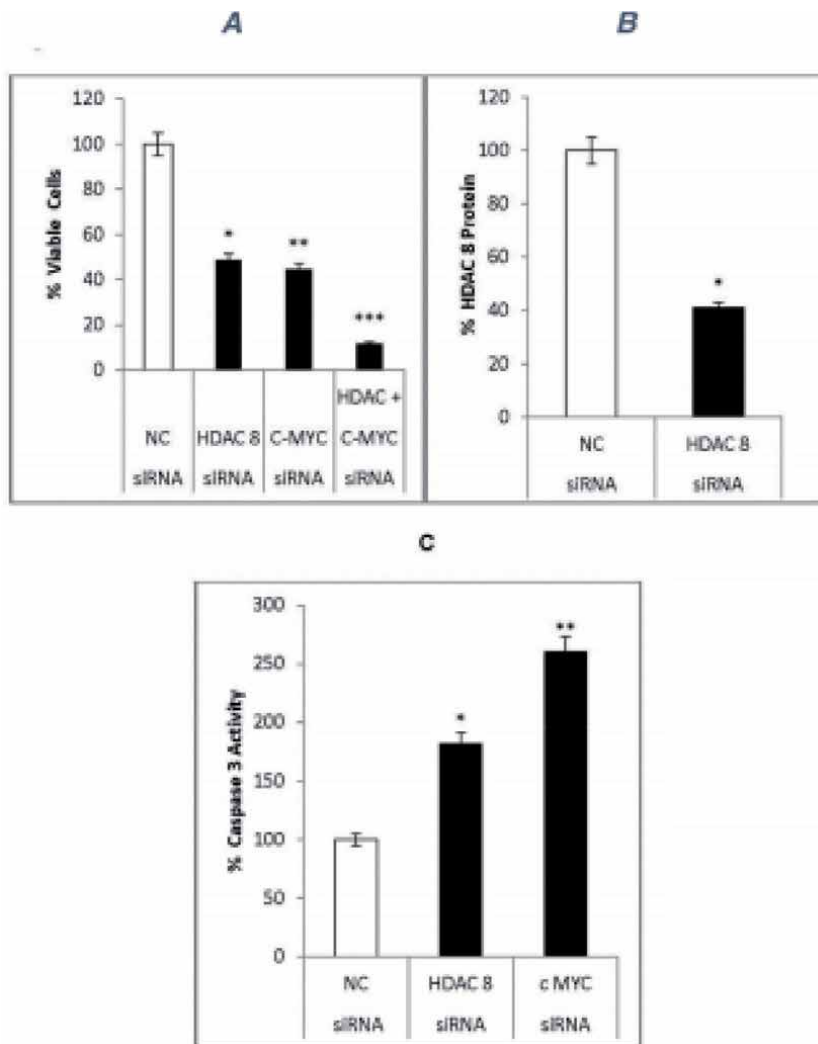 A
B
% Viable Cells
120
100
80
60
40
20
0
*
**
***
NC siRNA
HDAC 8 siRNA
C-MYC siRNA
HDAC + C-MYC siRNA
% HDAC 8 Protein
120
100
80
60
40
20
0
*
NC siRNA
HDAC 8 siRNA
C
% Caspase 3 Activity
300
250
200
150
100
50
0
*
**
NC siRNA
HDAC 8 siRNA
c MYC siRNA